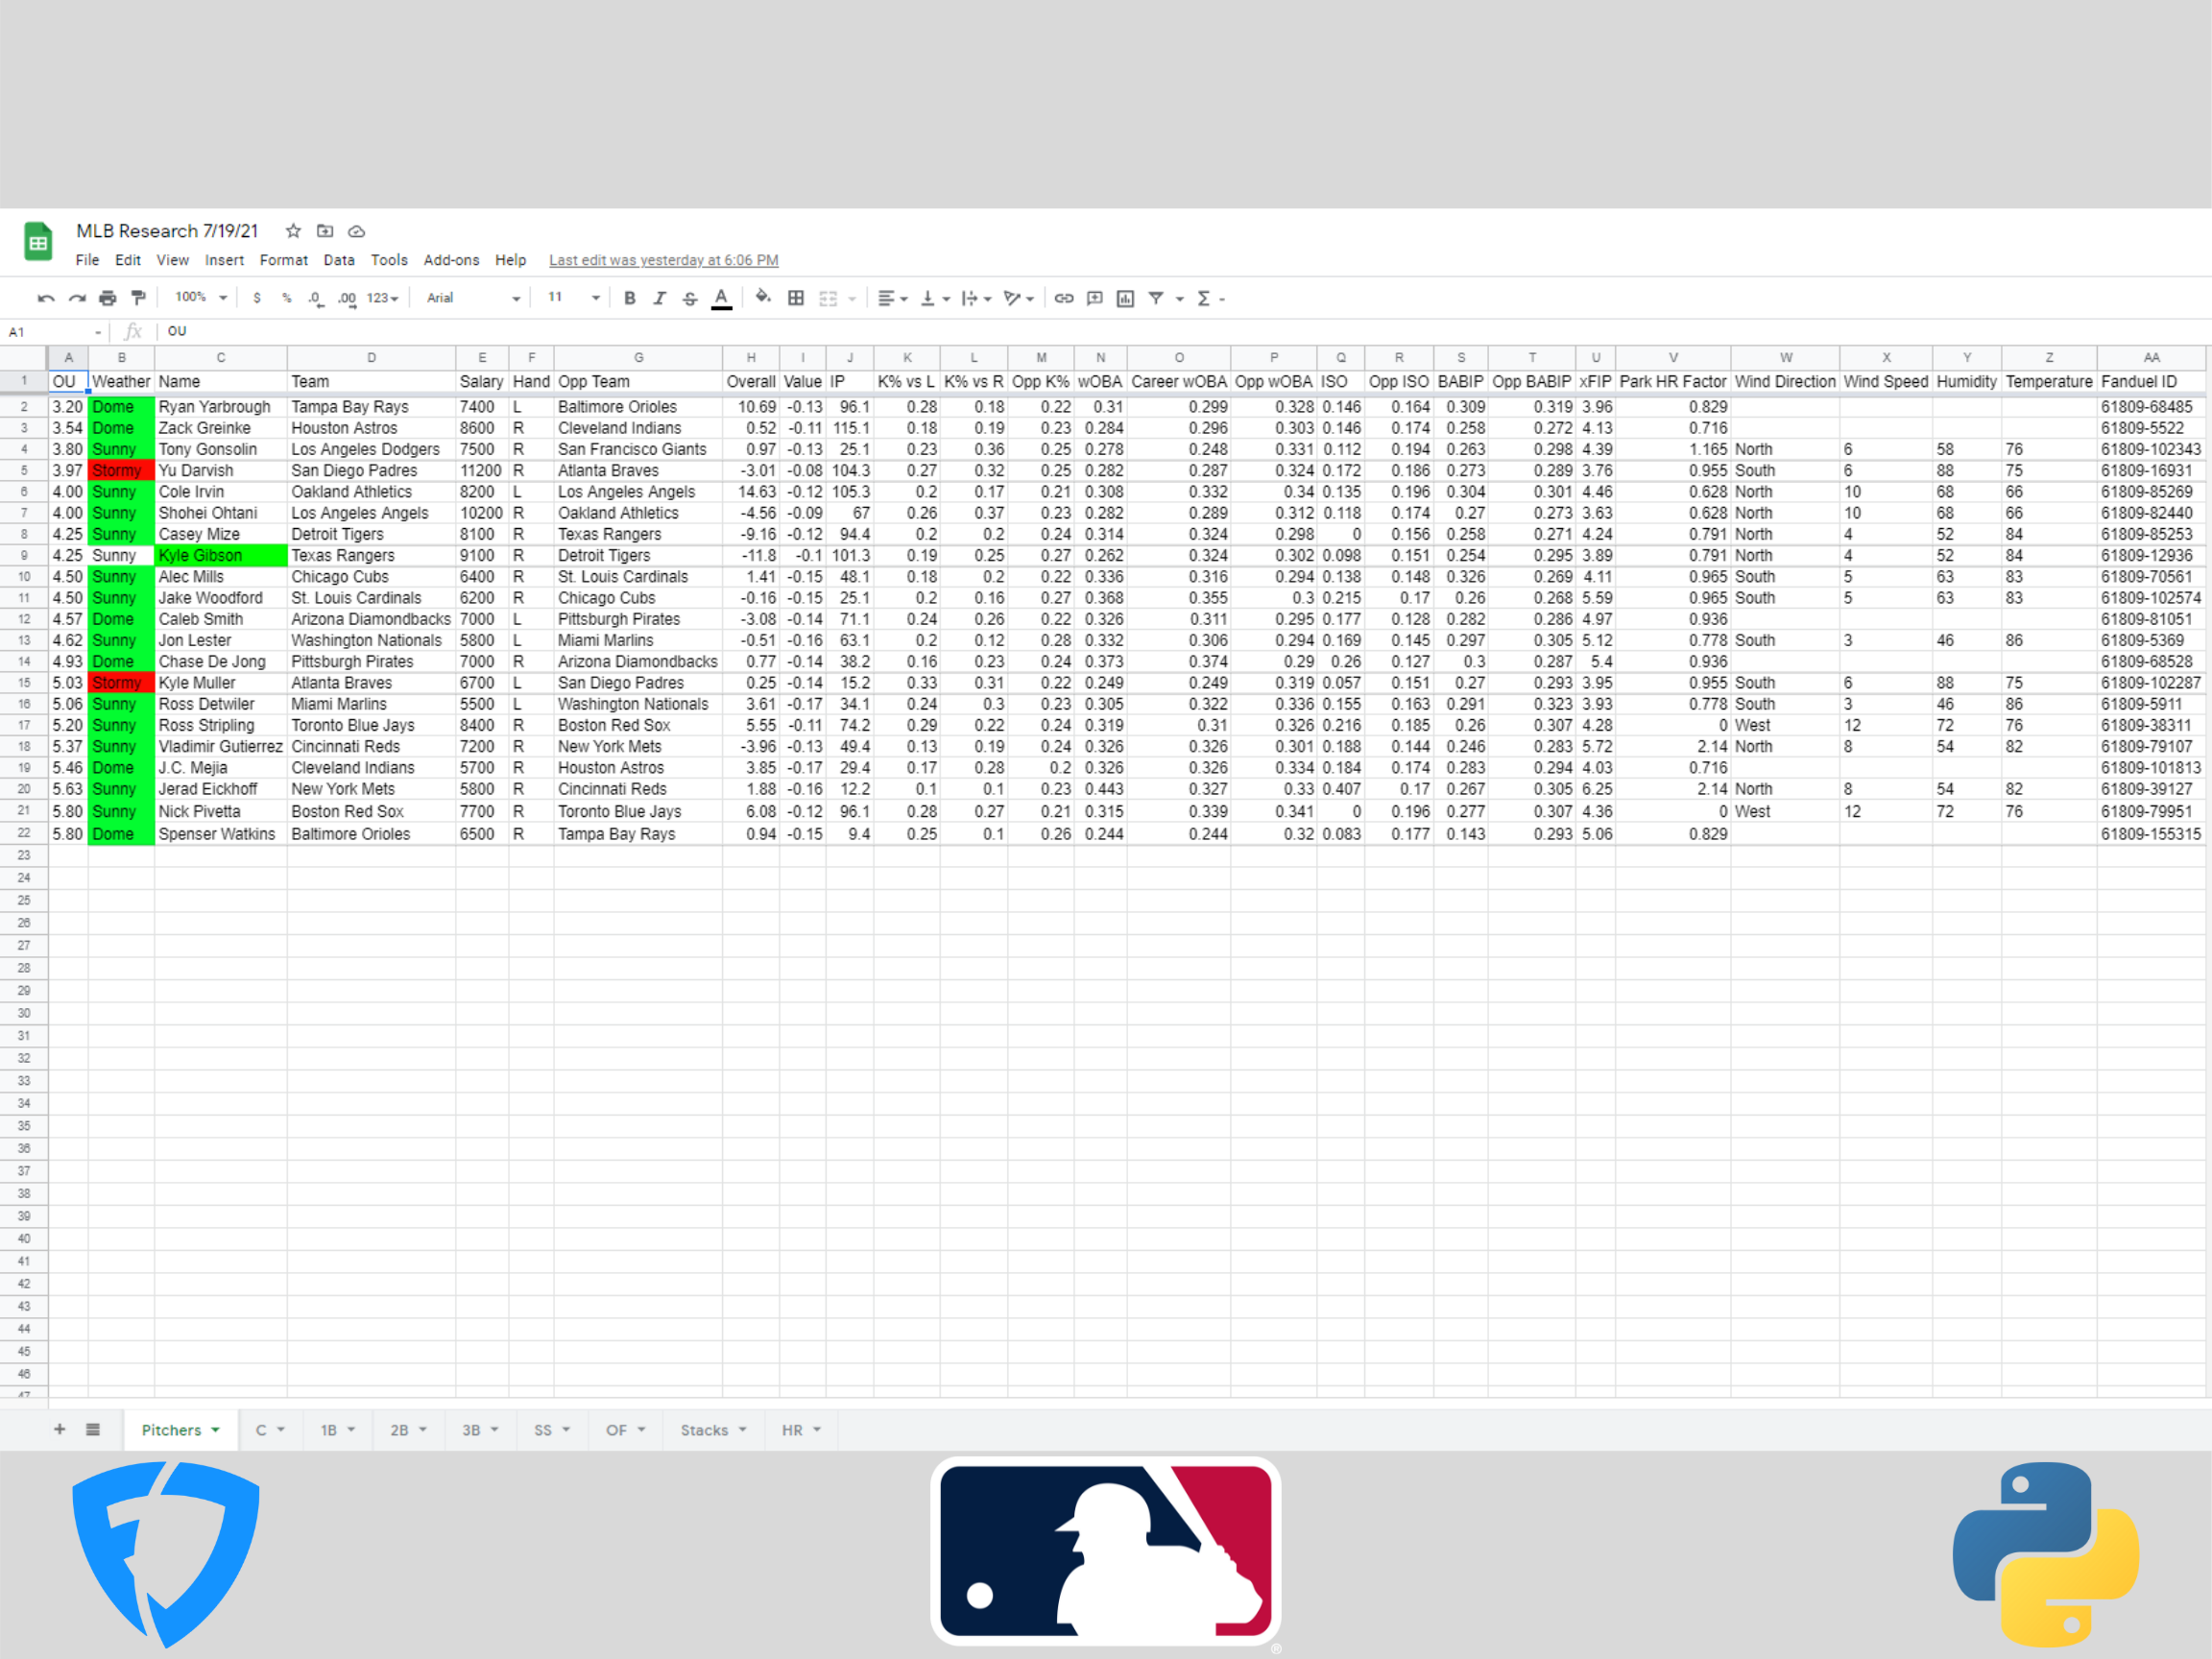 MLB Research 7/19/21
File Edit View Insert Format Data Tools Add-ons Help Last edit was yesterday at 6:06 PM
100% $ % .0 .00 123 Arial 11 B I S A Σ
A1 fx OU
A B C D E F G H I J K L M N O P Q R S T U V W X Y Z AA
1 OU Weather Name Team Salary Hand Opp Team Overall Value IP K% vs L K% vs R Opp K% wOBA Career wOBA Opp wOBA ISO Opp ISO BABIP Opp BABIP xFIP Park HR Factor Wind Direction Wind Speed Humidity Temperature Fanduel ID
2 3.20 Dome Ryan Yarbrough Tampa Bay Rays 7400 L Baltimore Orioles 10.69 -0.13 96.1 0.28 0.18 0.22 0.31 0.299 0.328 0.146 0.164 0.309 0.319 3.96 0.829 61809-68485
3 3.54 Dome Zack Greinke Houston Astros 8600 R Cleveland Indians 0.52 -0.11 115.1 0.18 0.19 0.23 0.284 0.296 0.303 0.146 0.174 0.258 0.272 4.13 0.716 61809-5522
4 3.80 Sunny Tony Gonsolin Los Angeles Dodgers 7500 R San Francisco Giants 0.97 -0.13 25.1 0.23 0.36 0.25 0.278 0.248 0.331 0.112 0.194 0.263 0.298 4.39 1.165 North 6 58 76 61809-102343
5 3.97 Stormy Yu Darvish San Diego Padres 11200 R Atlanta Braves -3.01 -0.08 104.3 0.27 0.32 0.25 0.282 0.287 0.324 0.172 0.186 0.273 0.289 3.76 0.955 South 6 88 75 61809-16931
6 4.00 Sunny Cole Irvin Oakland Athletics 8200 L Los Angeles Angels 14.63 -0.12 105.3 0.2 0.17 0.21 0.308 0.332 0.34 0.135 0.196 0.304 0.301 4.46 0.628 North 10 68 66 61809-85269
7 4.00 Sunny Shohei Ohtani Los Angeles Angels 10200 R Oakland Athletics -4.56 -0.09 67 0.26 0.37 0.23 0.282 0.289 0.312 0.118 0.174 0.27 0.273 3.63 0.628 North 10 68 66 61809-82440
8 4.25 Sunny Casey Mize Detroit Tigers 8100 R Texas Rangers -9.16 -0.12 94.4 0.2 0.2 0.24 0.314 0.324 0.298 0 0.156 0.258 0.271 4.24 0.791 North 4 52 84 61809-85253
9 4.25 Sunny Kyle Gibson Texas Rangers 9100 R Detroit Tigers -11.8 -0.1 101.3 0.19 0.25 0.27 0.262 0.324 0.302 0.098 0.151 0.254 0.295 3.89 0.791 North 4 52 84 61809-12936
10 4.50 Sunny Alec Mills Chicago Cubs 6400 R St. Louis Cardinals 1.41 -0.15 48.1 0.18 0.2 0.22 0.336 0.316 0.294 0.138 0.148 0.326 0.269 4.11 0.965 South 5 63 83 61809-70561
11 4.50 Sunny Jake Woodford St. Louis Cardinals 6200 R Chicago Cubs -0.16 -0.15 25.1 0.2 0.16 0.27 0.368 0.355 0.3 0.215 0.17 0.26 0.268 5.59 0.965 South 5 63 83 61809-102574
12 4.57 Dome Caleb Smith Arizona Diamondbacks 7000 L Pittsburgh Pirates -3.08 -0.14 71.1 0.24 0.26 0.22 0.326 0.311 0.295 0.177 0.128 0.282 0.286 4.97 0.936 61809-81051
13 4.62 Sunny Jon Lester Washington Nationals 5800 L Miami Marlins -0.51 -0.16 63.1 0.2 0.12 0.28 0.332 0.306 0.294 0.169 0.145 0.297 0.305 5.12 0.778 South 3 46 86 61809-5369
14 4.93 Dome Chase De Jong Pittsburgh Pirates 7000 R Arizona Diamondbacks 0.77 -0.14 38.2 0.16 0.23 0.24 0.373 0.374 0.29 0.26 0.127 0.3 0.287 5.4 0.936 61809-68528
15 5.03 Stormy Kyle Muller Atlanta Braves 6700 L San Diego Padres 0.25 -0.14 15.2 0.33 0.31 0.22 0.249 0.249 0.319 0.057 0.151 0.27 0.293 3.95 0.955 South 6 88 75 61809-102287
16 5.06 Sunny Ross Detwiler Miami Marlins 5500 L Washington Nationals 3.61 -0.17 34.1 0.24 0.3 0.23 0.305 0.322 0.336 0.155 0.163 0.291 0.323 3.93 0.778 South 3 46 86 61809-5911
17 5.20 Sunny Ross Stripling Toronto Blue Jays 8400 R Boston Red Sox 5.55 -0.11 74.2 0.29 0.22 0.24 0.319 0.31 0.326 0.216 0.185 0.26 0.307 4.28 0 West 12 72 76 61809-38311
18 5.37 Sunny Vladimir Gutierrez Cincinnati Reds 7200 R New York Mets -3.96 -0.13 49.4 0.13 0.19 0.24 0.326 0.326 0.301 0.188 0.144 0.246 0.283 5.72 2.14 North 8 54 82 61809-79107
19 5.46 Dome J.C. Mejia Cleveland Indians 5700 R Houston Astros 3.85 -0.17 29.4 0.17 0.28 0.2 0.326 0.326 0.334 0.184 0.174 0.283 0.294 4.03 0.716 61809-101813
20 5.63 Sunny Jerad Eickhoff New York Mets 5800 R Cincinnati Reds 1.88 -0.16 12.2 0.1 0.1 0.23 0.443 0.327 0.33 0.407 0.17 0.267 0.305 6.25 2.14 North 8 54 82 61809-39127
21 5.80 Sunny Nick Pivetta Boston Red Sox 7700 R Toronto Blue Jays 6.08 -0.12 96.1 0.28 0.27 0.21 0.315 0.339 0.341 0 0.196 0.277 0.307 4.36 0 West 12 72 76 61809-79951
22 5.80 Dome Spenser Watkins Baltimore Orioles 6500 R Tampa Bay Rays 0.94 -0.15 9.4 0.25 0.1 0.26 0.244 0.244 0.32 0.083 0.177 0.143 0.293 5.06 0.829 61809-155315
23
24
25
26
27
28
29
30
31
32
33
34
35
36
37
38
39
40
41
42
43
44
45
46
47
Pitchers C 1B 2B 3B SS OF Stacks HR
®